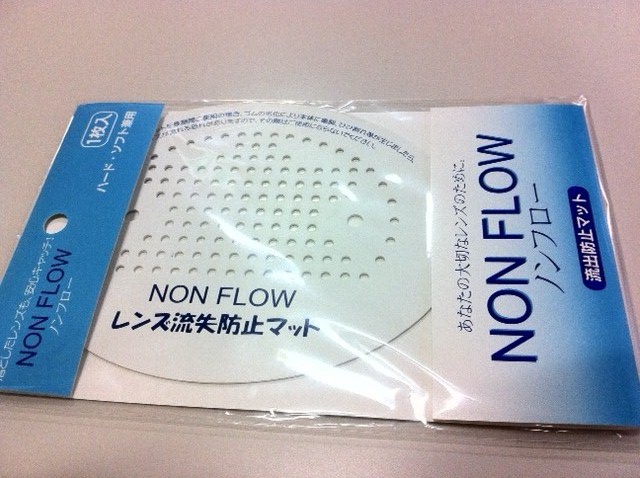 1枚入
ハード・ソフト兼用
落としたレンズも、安心キャッチ!
NON FLOW
ノンフロー
NON FLOW
レンズ流失防止マット
あなたの大切なレンズのために。
NON FLOW
ノンフロー
流出防止マット